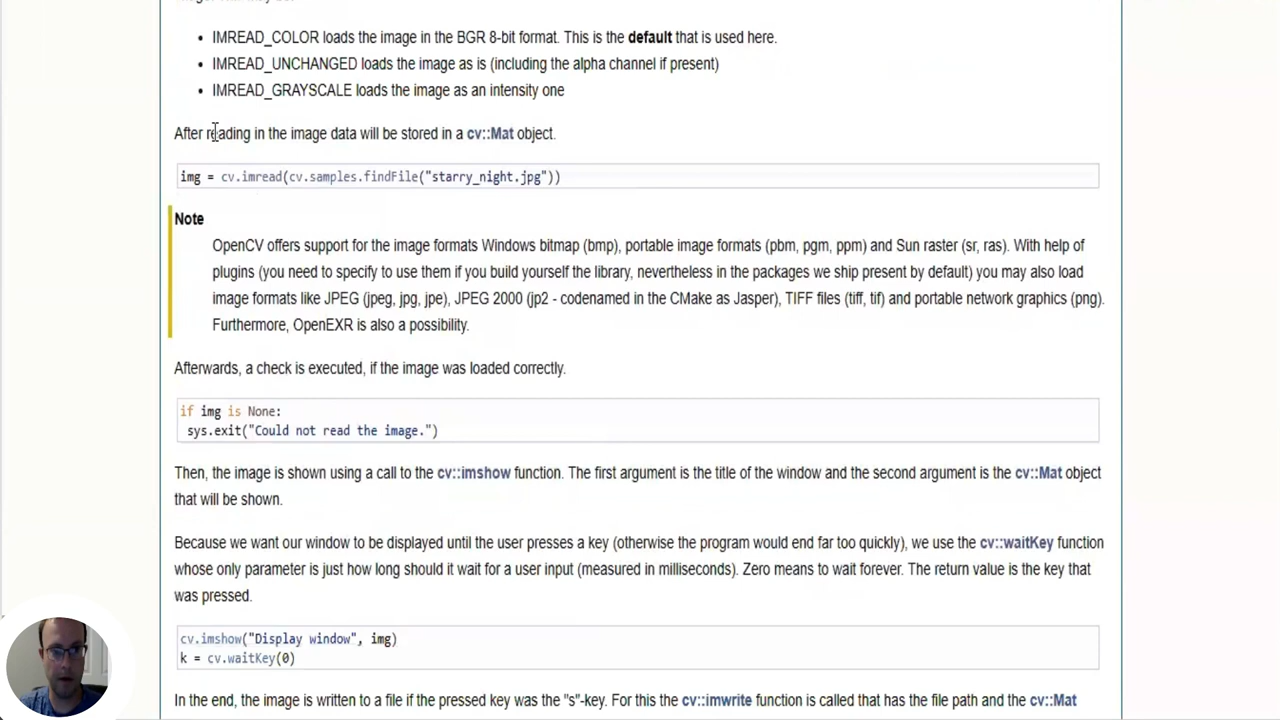 IMREAD_COLOR loads the image in the BGR 8-bit format. This is the default that is used here.
IMREAD_UNCHANGED loads the image as is (including the alpha channel if present)
IMREAD_GRAYSCALE loads the image as an intensity one
After reading in the image data will be stored in a cv::Mat object.
img = cv.imread(cv.samples.findFile("starry_night.jpg"))
Note
OpenCV offers support for the image formats Windows bitmap (bmp), portable image formats (pbm, pgm, ppm) and Sun raster (sr, ras). With help of
plugins (you need to specify to use them if you build yourself the library, nevertheless in the packages we ship present by default) you may also load
image formats like JPEG (jpeg, jpg, jpe), JPEG 2000 (jp2 - codenamed in the CMake as Jasper), TIFF files (tiff, tif) and portable network graphics (png).
Furthermore, OpenEXR is also a possibility.
Afterwards, a check is executed, if the image was loaded correctly.
if img is None:
sys.exit("Could not read the image.")
Then, the image is shown using a call to the cv::imshow function. The first argument is the title of the window and the second argument is the cv::Mat object
that will be shown.
Because we want our window to be displayed until the user presses a key (otherwise the program would end far too quickly), we use the cv::waitKey function
whose only parameter is just how long should it wait for a user input (measured in milliseconds). Zero means to wait forever. The return value is the key that
was pressed.
cv.imshow("Display window", img)
k = cv.waitKey(0)
In the end, the image is written to a file if the pressed key was the "s"-key. For this the cv::imwrite function is called that has the file path and the cv::Mat